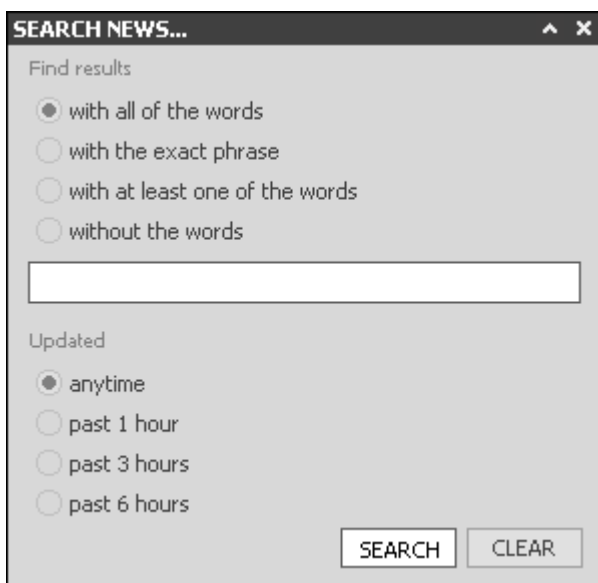 SEARCH NEWS...
Find results
with all of the words
with the exact phrase
with at least one of the words
without the words
Updated
anytime
past 1 hour
past 3 hours
past 6 hours
SEARCH CLEAR